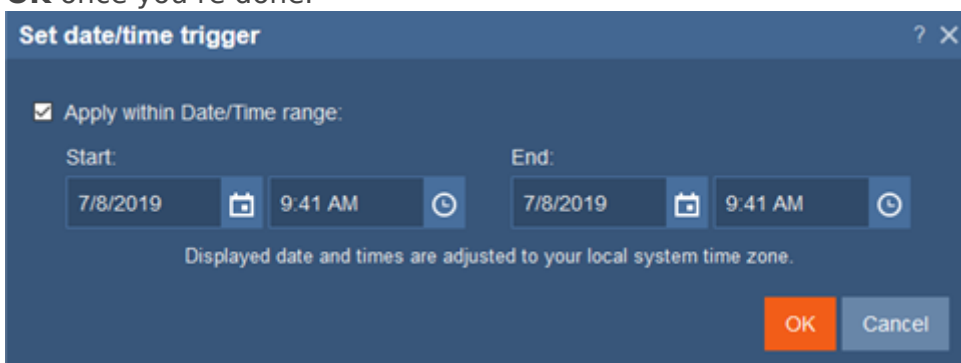 OK once you're done.
Set date/time trigger ? X
Apply within Date/Time range:
Start: End:
7/8/2019 9:41 AM 7/8/2019 9:41 AM
Displayed date and times are adjusted to your local system time zone.
OK Cancel